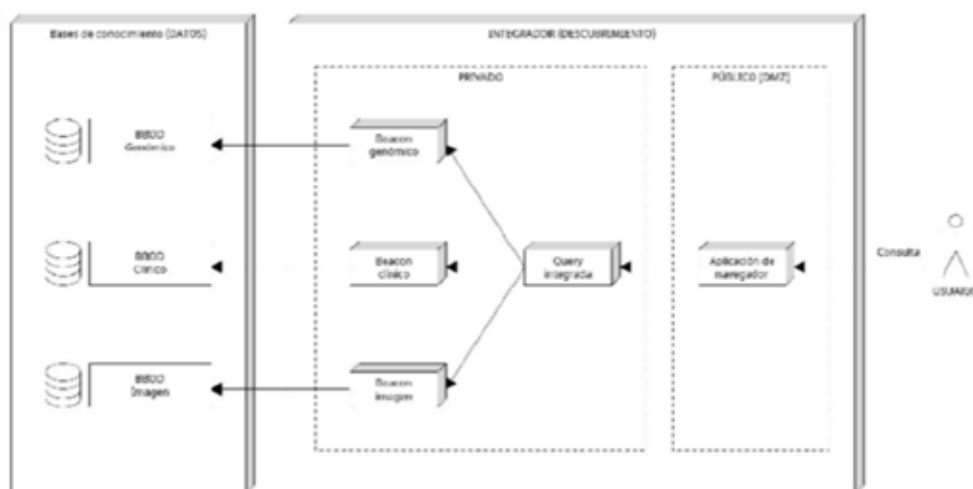 Bases de conocimiento (DATOS)
INTEGRADOR (DESCUBRIMIENTO)
PRIVADO
PÚBLICO (DMZ)
BBDD
Genómico
Beacon
genómico
BBDD
Clínico
Beacon
clínico
Query
integrada
Aplicación de
navegador
Consulta
USUARIO
BBDD
Imagen
Beacon
imagen